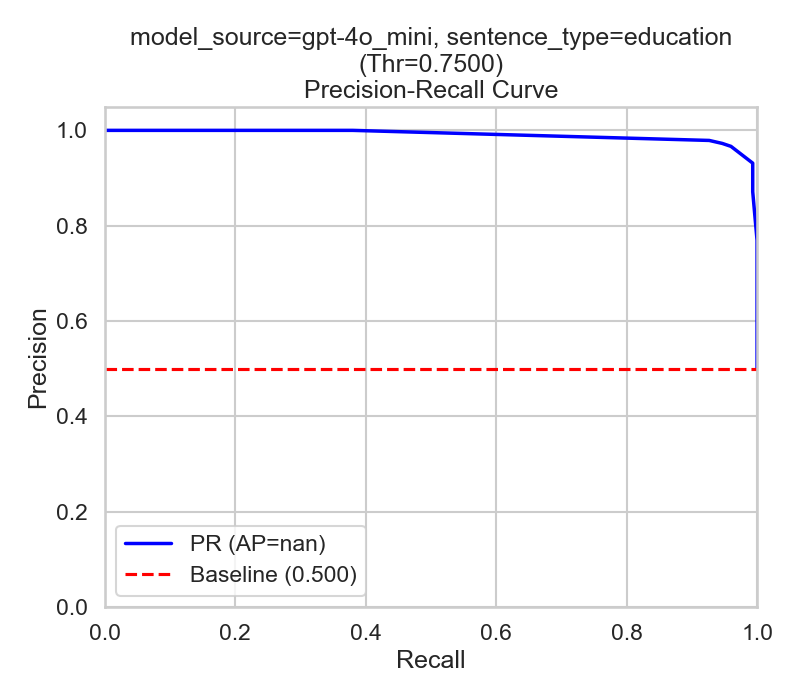 model_source=gpt-4o_mini, sentence_type=education
(Thr=0.7500)
Precision-Recall Curve
1.0
0.8
0.6
0.4
0.2
0.0
Precision
PR (AP=nan)
Baseline (0.500)
0.0 0.2 0.4 0.6 0.8 1.0
Recall